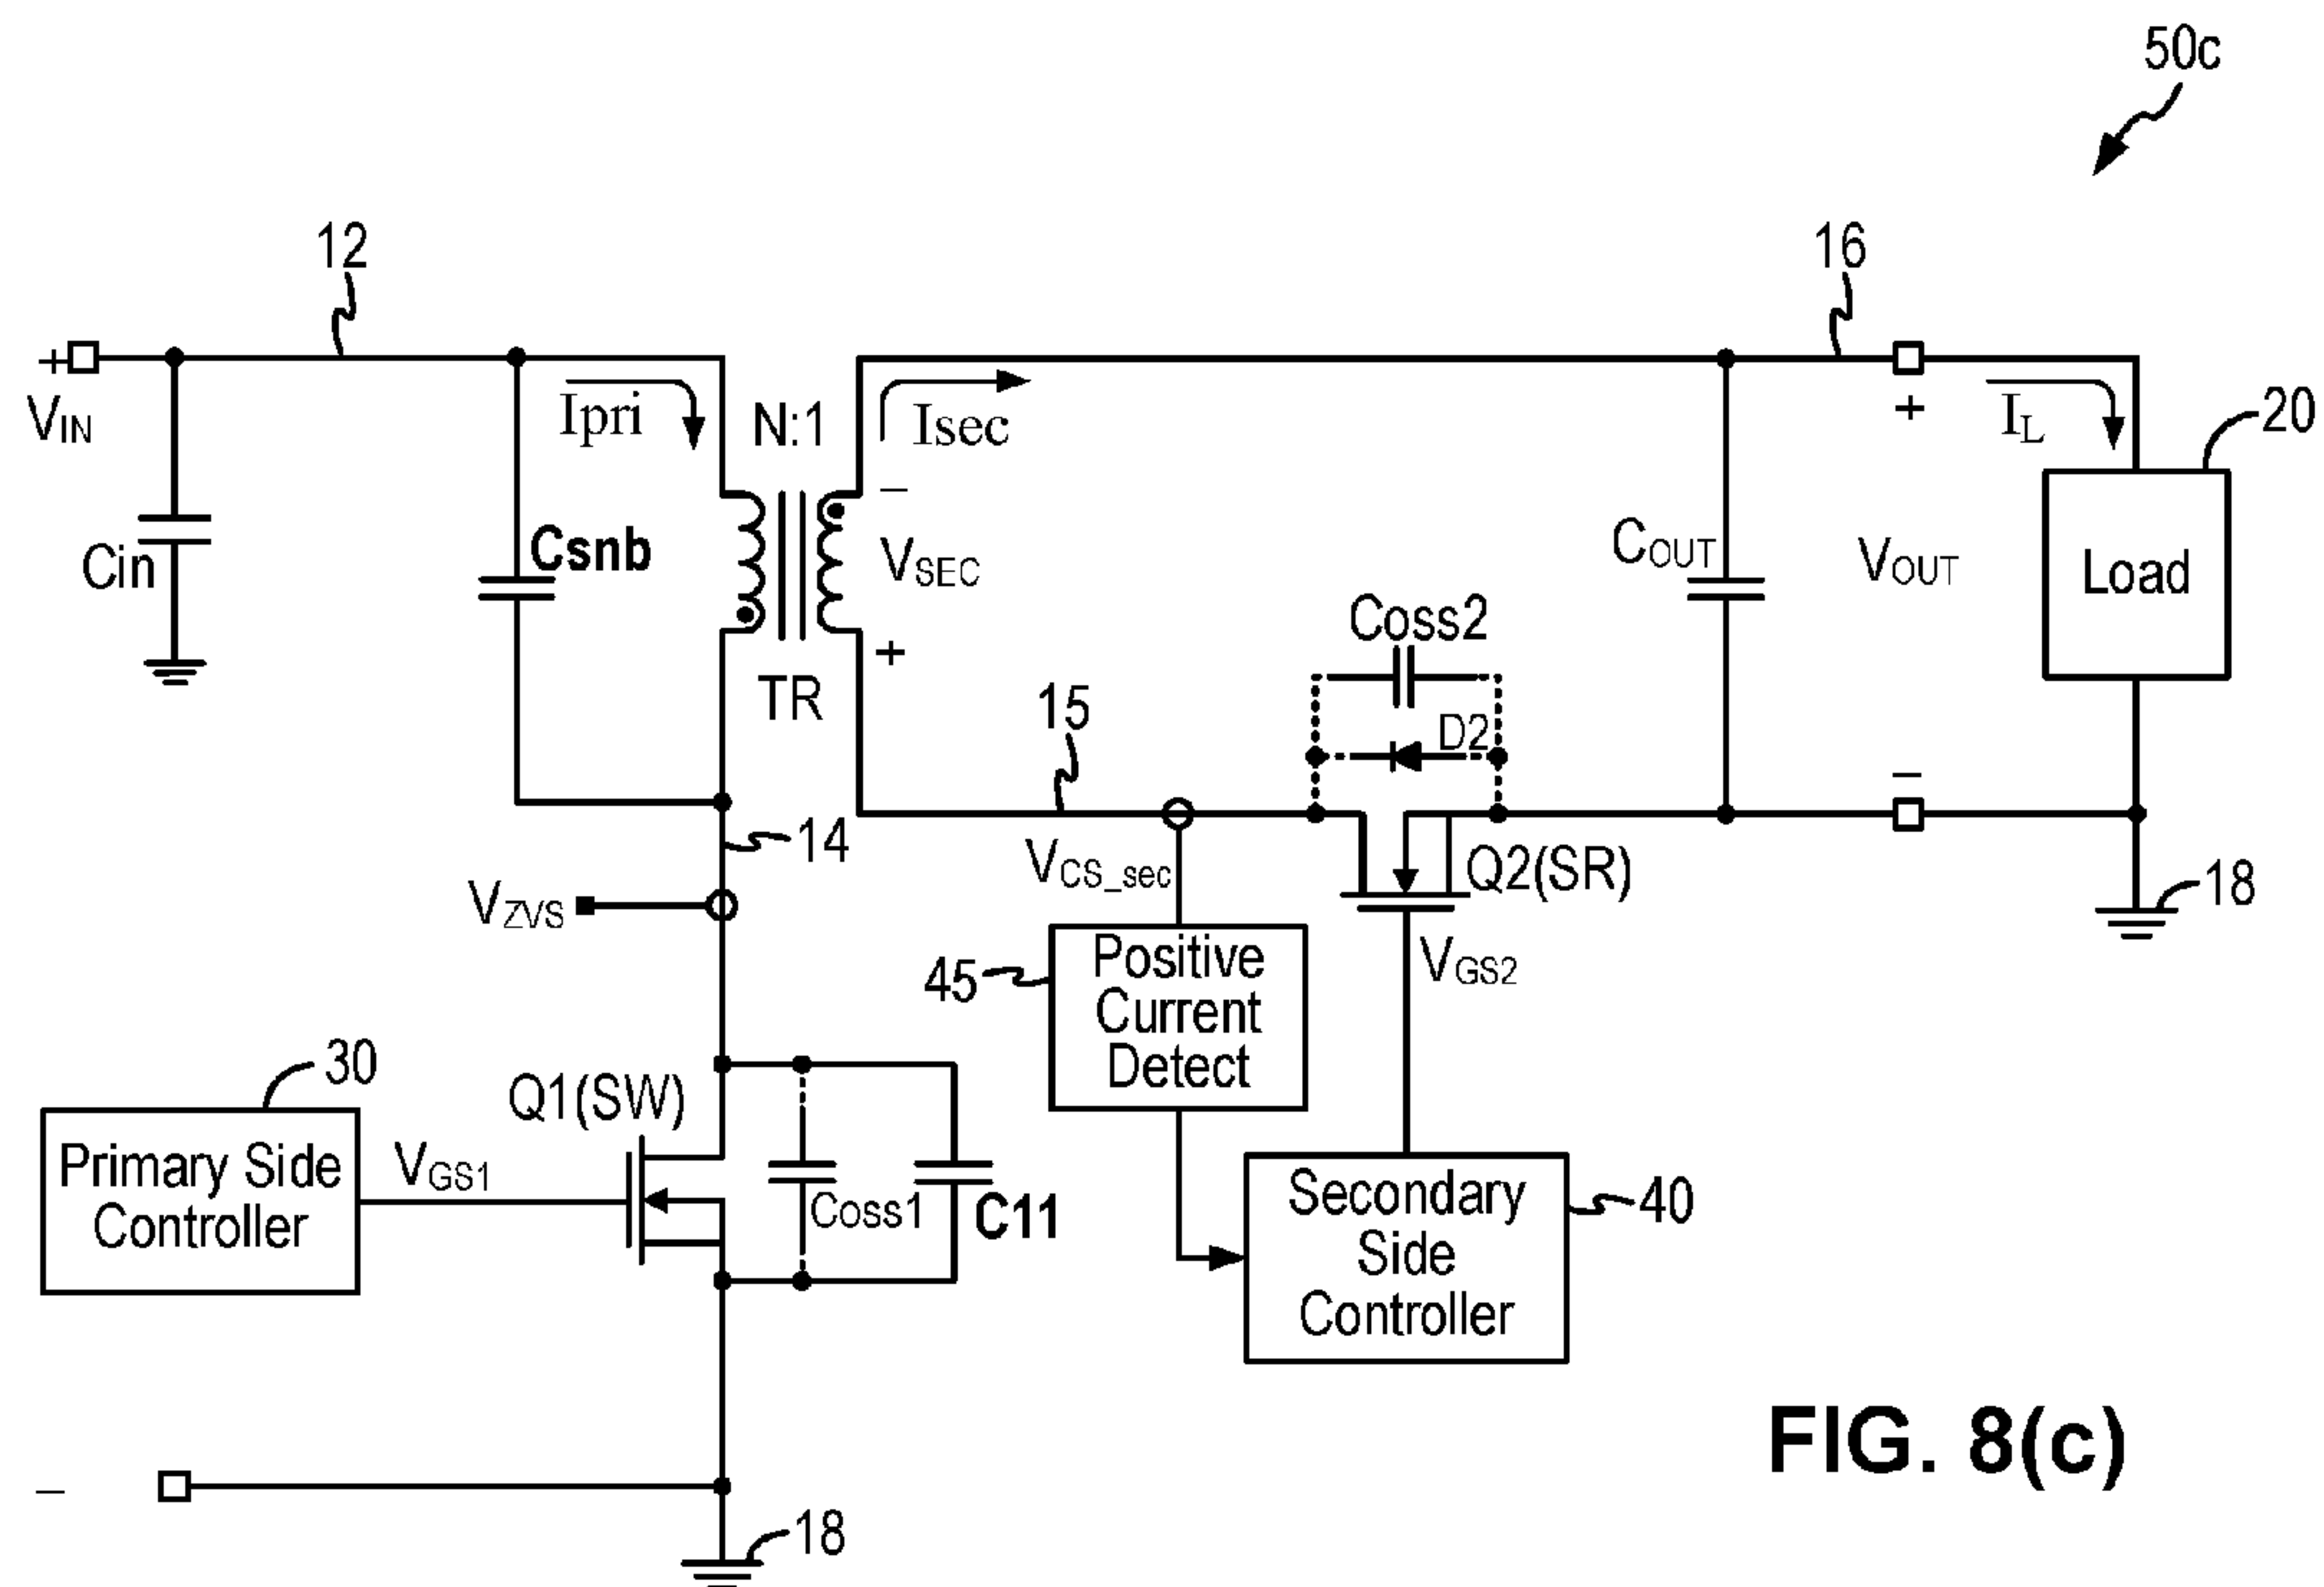 50c
12
16
+
VIN
Ipri
N:1
Isec
+
IL
20
–
Cin
Csnb
VSEC
COUT
VOUT
Load
Coss2
+
TR
15
D2
–
14
VCS_sec
Q2(SR)
18
VZVS
45
Positive
Current
Detect
VGS2
30
Q1(SW)
Primary Side
Controller
VGS1
Coss1
C11
Secondary
Side
Controller
40
FIG. 8(c)
–
18